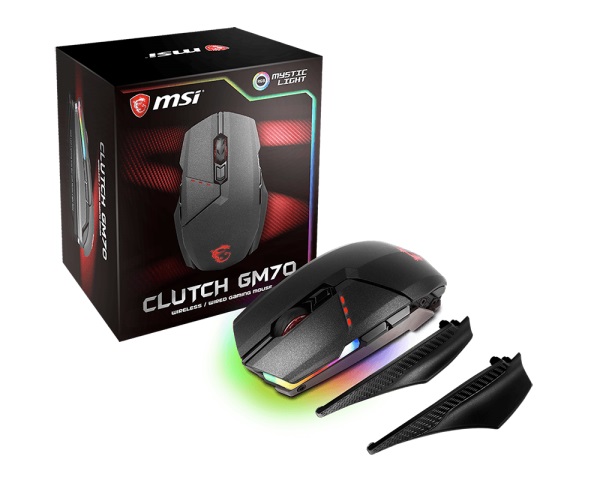 msi
MYSTIC
LIGHT
msi
CLUTCH GM70
WIRELESS / WIRED GAMING MOUSE
CLUTCH GM70